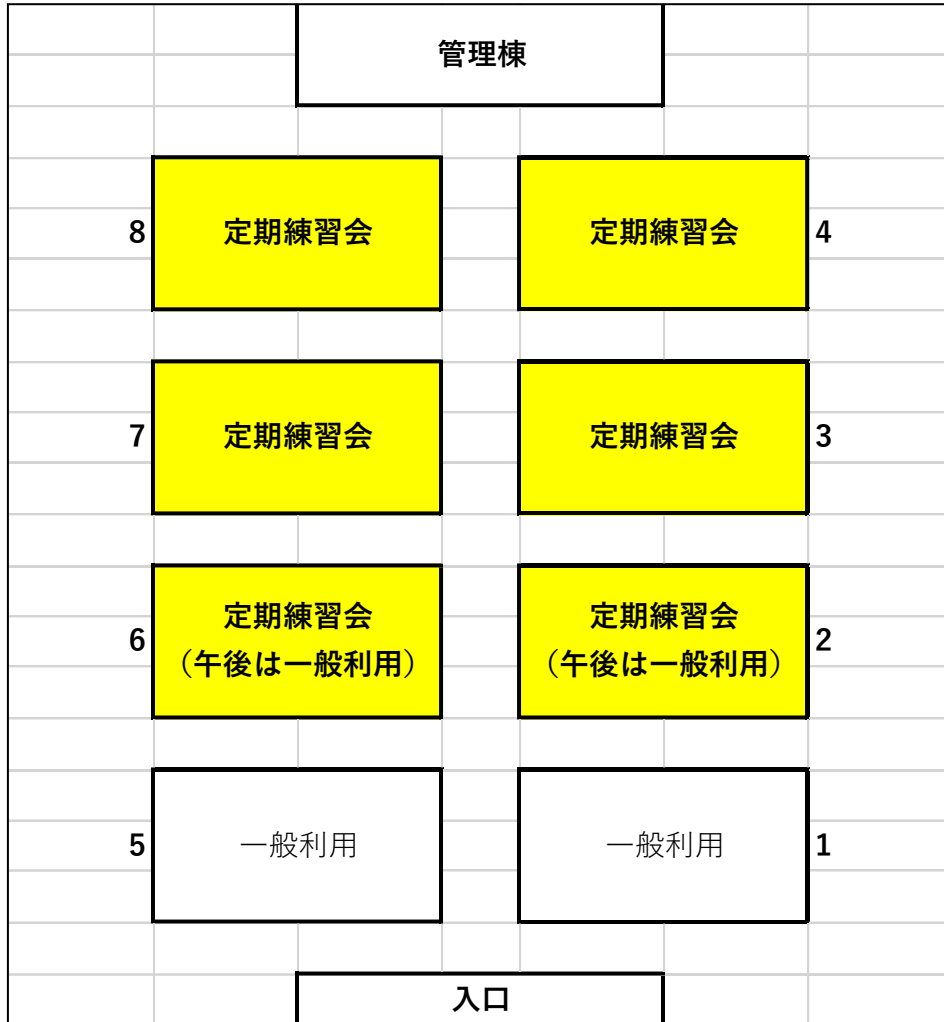 管理棟
8 定期練習会 定期練習会 4
7 定期練習会 定期練習会 3
定期練習会 定期練習会
6 2
（午後は一般利用） （午後は一般利用）
5 一般利用 一般利用 1
入口